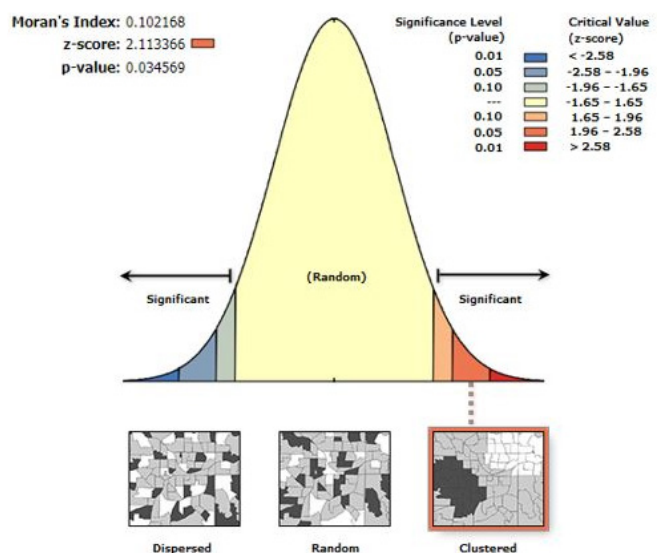 Moran's Index: 0.102168
z-score: 2.113366
p-value: 0.034569
Significance Level
(p-value)
Critical Value
(z-score)
0.01 < -2.58
0.05 -2.58 – -1.96
0.10 -1.96 – -1.65
--- -1.65 – 1.65
0.10 1.65 – 1.96
0.05 1.96 – 2.58
0.01 > 2.58
(Random)
Significant
Significant
Dispersed
Random
Clustered